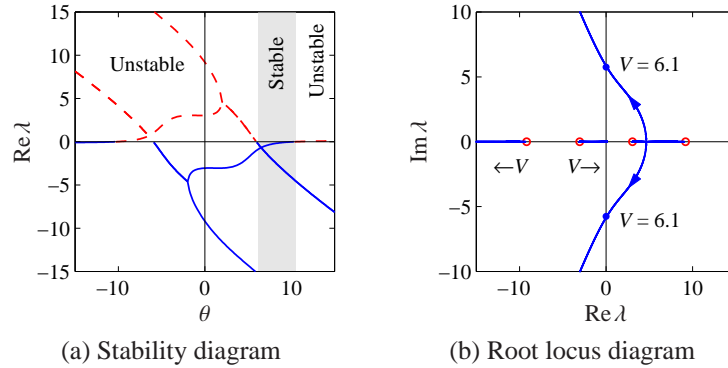 15
10
5
0
−5
−10
−15
Re λ
Unstable
Stable
Unstable
−10
0
10
θ
(a) Stability diagram
10
5
0
−5
−10
Im λ
V = 6.1
←V
V→
V = 6.1
−10
0
10
Re λ
(b) Root locus diagram